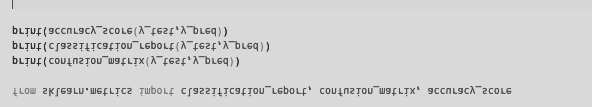 from sklearn.metrics import classification_report, confusion_matrix, accuracy_score
print(confusion_matrix(y_test,y_pred))
print(classification_report(y_test,y_pred))
print(accuracy_score(y_test,y_pred))